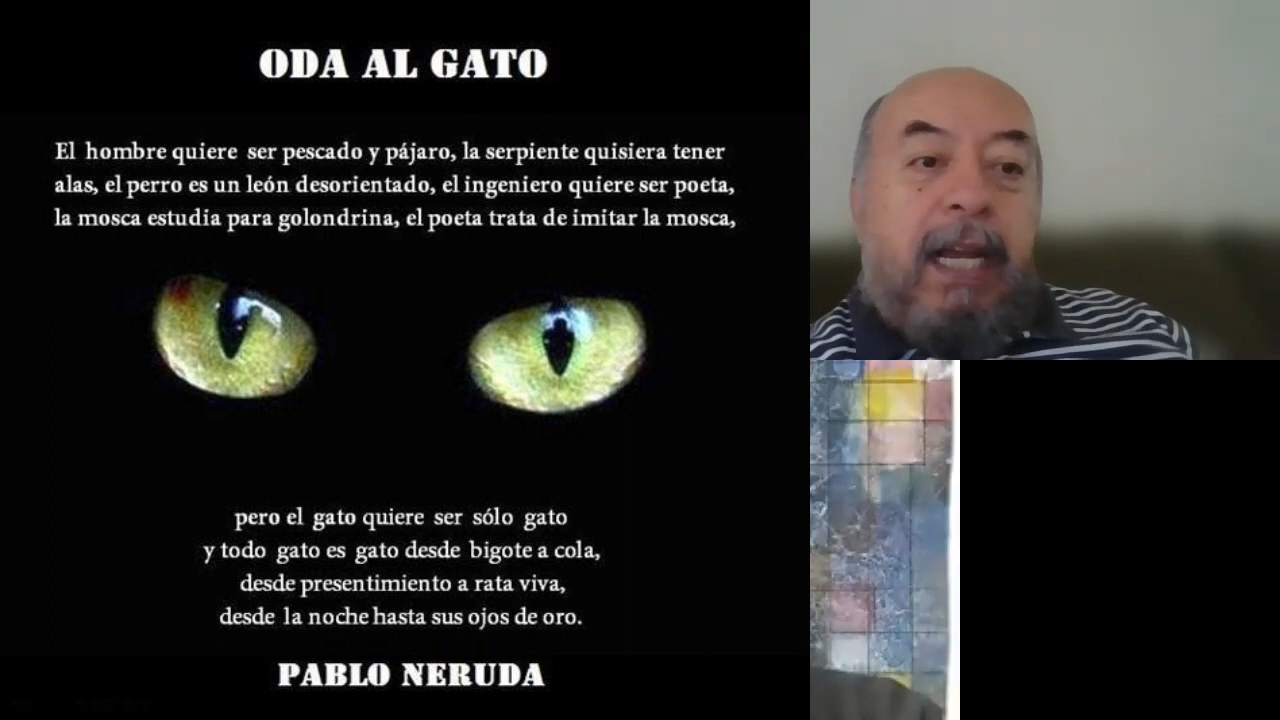 ODA AL GATO
El hombre quiere ser pescado y pájaro, la serpiente quisiera tener
alas, el perro es un león desorientado, el ingeniero quiere ser poeta,
la mosca estudia para golondrina, el poeta trata de imitar la mosca,
pero el gato quiere ser sólo gato
y todo gato es gato desde bigote a cola,
desde presentimiento a rata viva,
desde la noche hasta sus ojos de oro.
PABLO NERUDA